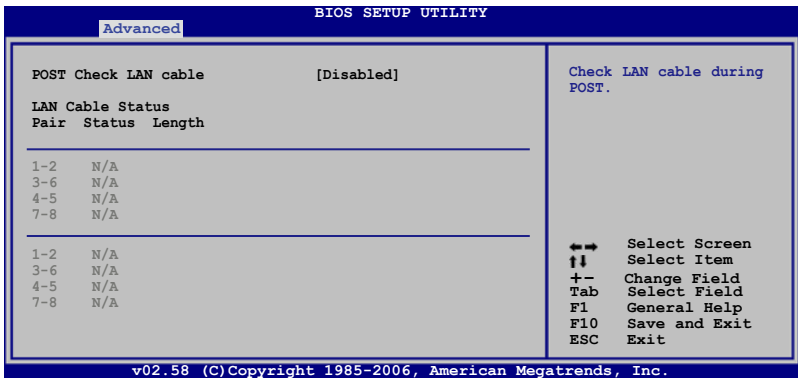 BIOS SETUP UTILITY
Advanced
POST Check LAN cable [Disabled]
LAN Cable Status
Pair Status Length
1-2 N/A
3-6 N/A
4-5 N/A
7-8 N/A
1-2 N/A
3-6 N/A
4-5 N/A
7-8 N/A
Check LAN cable during
POST.
←→ Select Screen
↑↓ Select Item
+- Change Field
Tab Select Field
F1 General Help
F10 Save and Exit
ESC Exit
v02.58 (C)Copyright 1985-2006, American Megatrends, Inc.